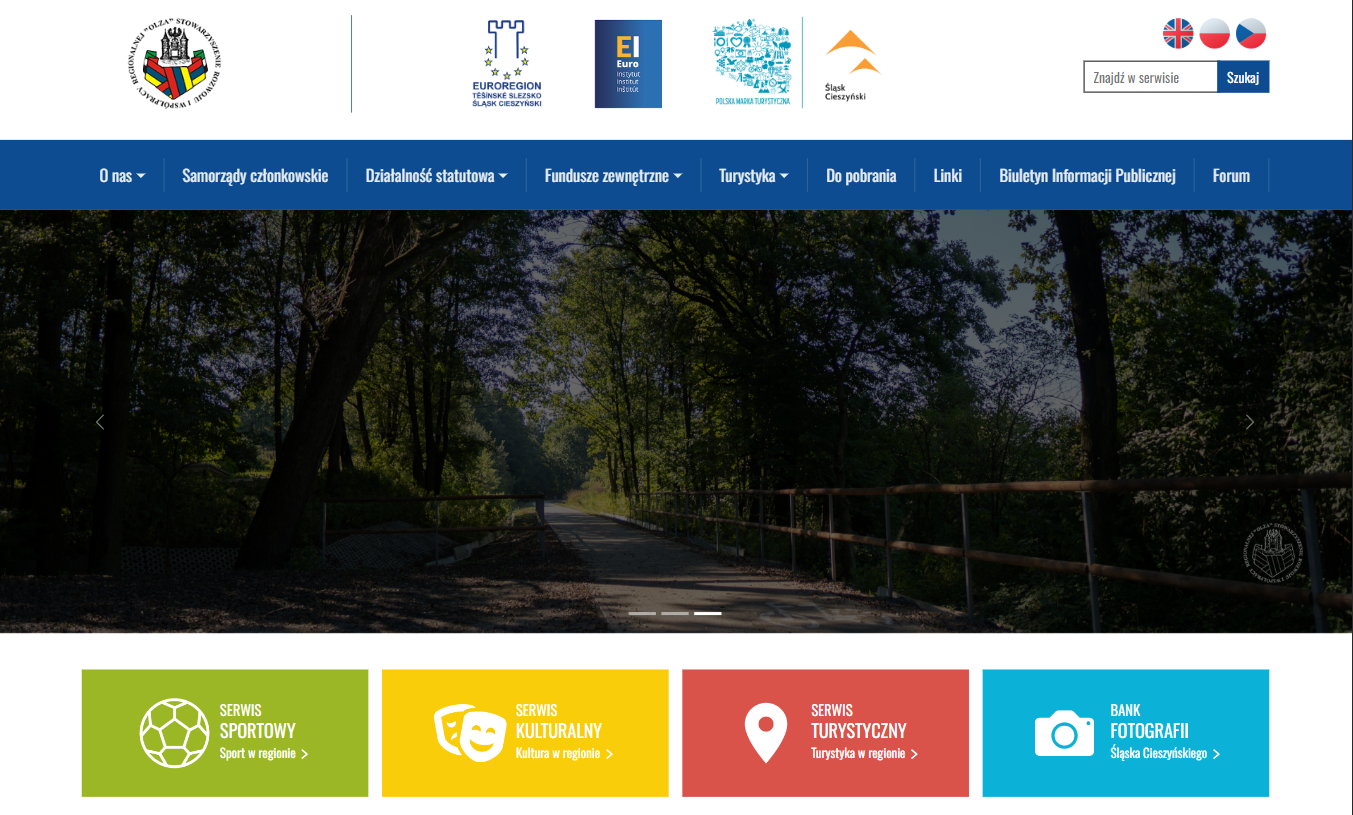 STOWARZYSZENIE ROZWOJU I WSPÓŁPRACY REGIONALNEJ "OLZA"
EUROREGION
TĚŠÍNSKÉ SLEZSKO
ŚLĄSK CIESZYŃSKI
EI
Euro
Instytut
Institut
Inštitút
POLSKA MARKA TURYSTYCZNA
Śląsk
Cieszyński
Znajdź w serwisie
Szukaj
O nas
Samorządy członkowskie
Działalność statutowa
Fundusze zewnętrzne
Turystyka
Do pobrania
Linki
Biuletyn Informacji Publicznej
Forum
SERWIS
SPORTOWY
Sport w regionie
SERWIS
KULTURALNY
Kultura w regionie
SERWIS
TURYSTYCZNY
Turystyka w regionie
BANK
FOTOGRAFII
Śląska Cieszyńskiego